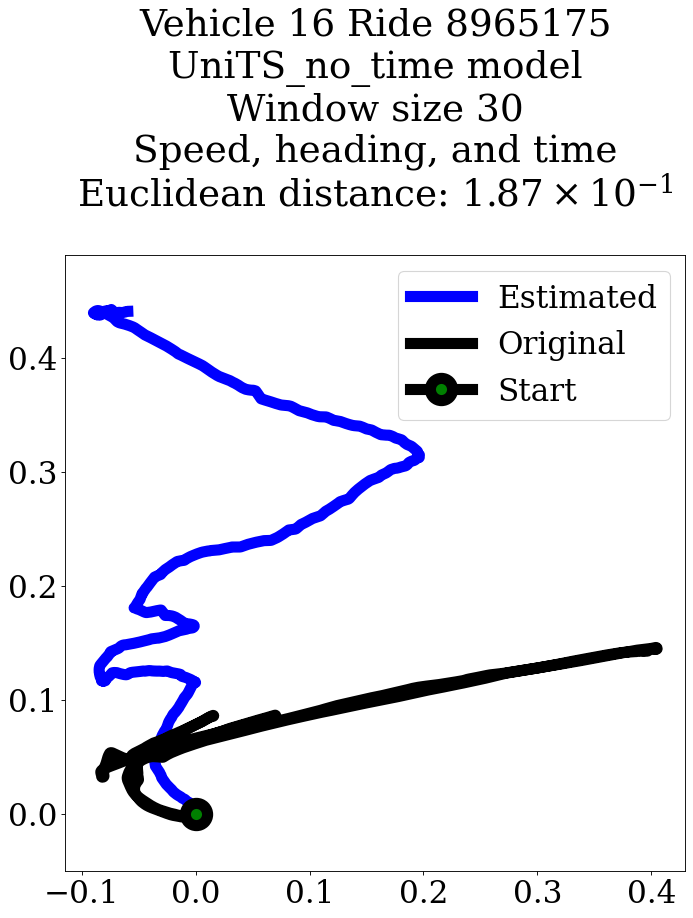 Vehicle 16 Ride 8965175
UniTS_no_time model
Window size 30
Speed, heading, and time
Euclidean distance: $1.87 \times 10^{-1}$
Estimated
Original
Start
0.4
0.3
0.2
0.1
0.0
−0.1 0.0 0.1 0.2 0.3 0.4